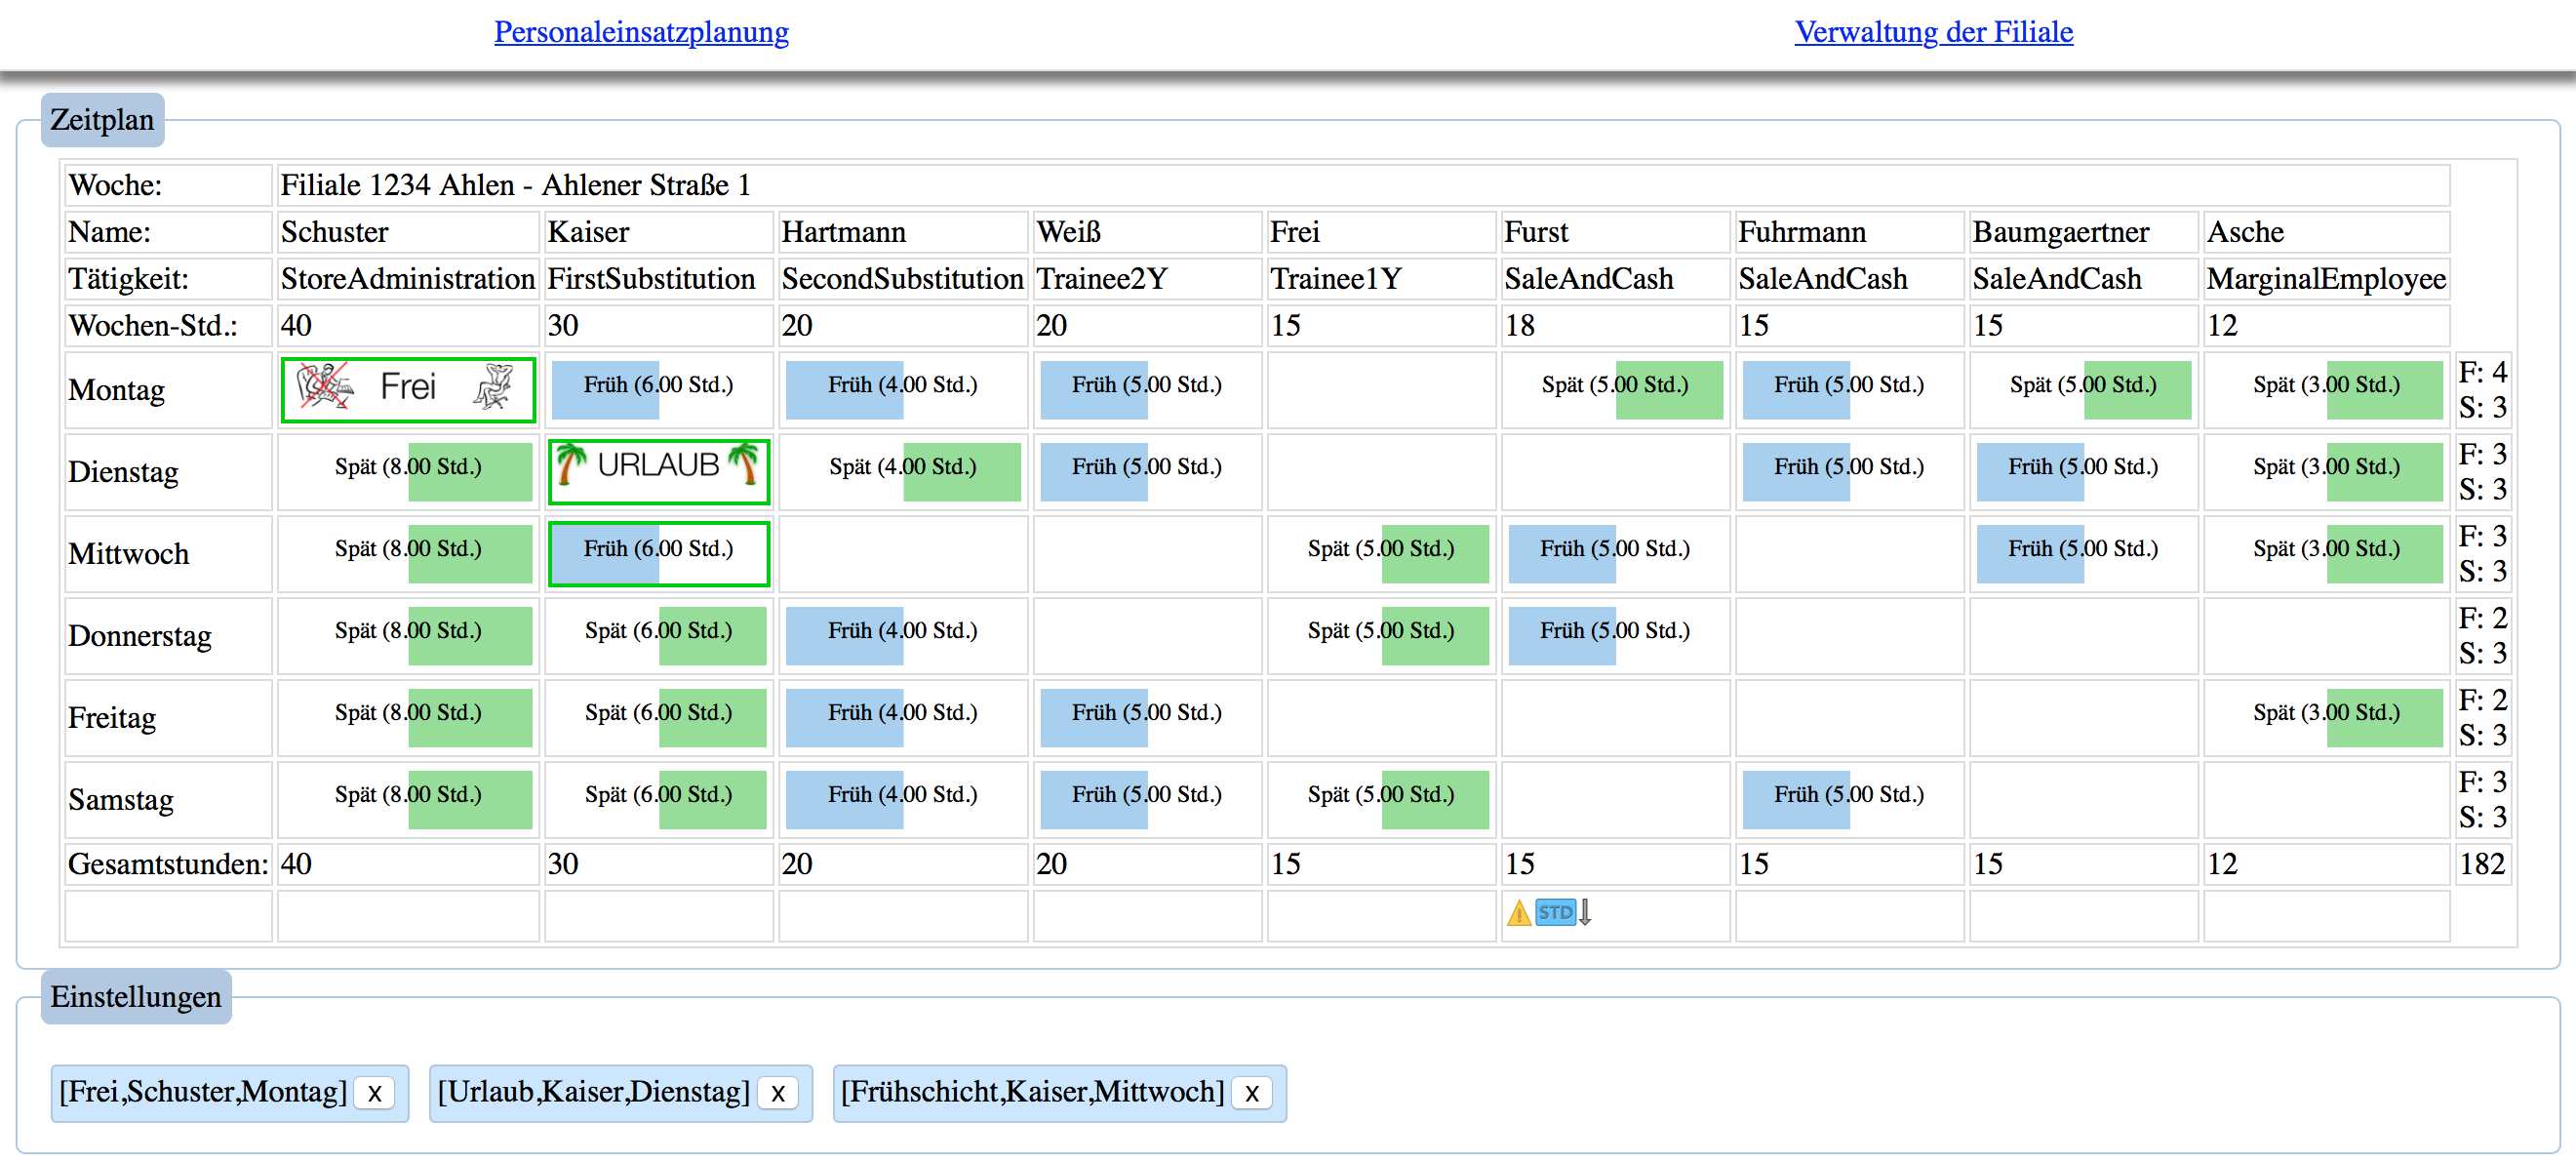 Personaleinsatzplanung Verwaltung der Filiale
Zeitplan
Woche: Filiale 1234 Ahlen - Ahlener Straße 1
Name: Schuster Kaiser Hartmann Weiß Frei Furst Fuhrmann Baumgaertner Asche
Tätigkeit: StoreAdministration FirstSubstitution SecondSubstitution Trainee2Y Trainee1Y SaleAndCash SaleAndCash SaleAndCash MarginalEmployee
Wochen-Std.: 40 30 20 20 15 18 15 15 12
Montag Frei Früh (6.00 Std.) Früh (4.00 Std.) Früh (5.00 Std.) Spät (5.00 Std.) Früh (5.00 Std.) Spät (5.00 Std.) Spät (3.00 Std.) F: 4
S: 3
Dienstag Spät (8.00 Std.) URLAUB Spät (4.00 Std.) Früh (5.00 Std.) Früh (5.00 Std.) Früh (5.00 Std.) Spät (3.00 Std.) F: 3
S: 3
Mittwoch Spät (8.00 Std.) Früh (6.00 Std.) Spät (5.00 Std.) Früh (5.00 Std.) Früh (5.00 Std.) Spät (3.00 Std.) F: 3
S: 3
Donnerstag Spät (8.00 Std.) Spät (6.00 Std.) Früh (4.00 Std.) Spät (5.00 Std.) Früh (5.00 Std.) F: 2
S: 3
Freitag Spät (8.00 Std.) Spät (6.00 Std.) Früh (4.00 Std.) Früh (5.00 Std.) Spät (3.00 Std.) F: 2
S: 3
Samstag Spät (8.00 Std.) Spät (6.00 Std.) Früh (4.00 Std.) Früh (5.00 Std.) Spät (5.00 Std.) Früh (5.00 Std.) F: 3
S: 3
Gesamtstunden: 40 30 20 20 15 15 15 15 12 182
STD
Einstellungen
[Frei,Schuster,Montag] x [Urlaub,Kaiser,Dienstag] x [Frühschicht,Kaiser,Mittwoch] x